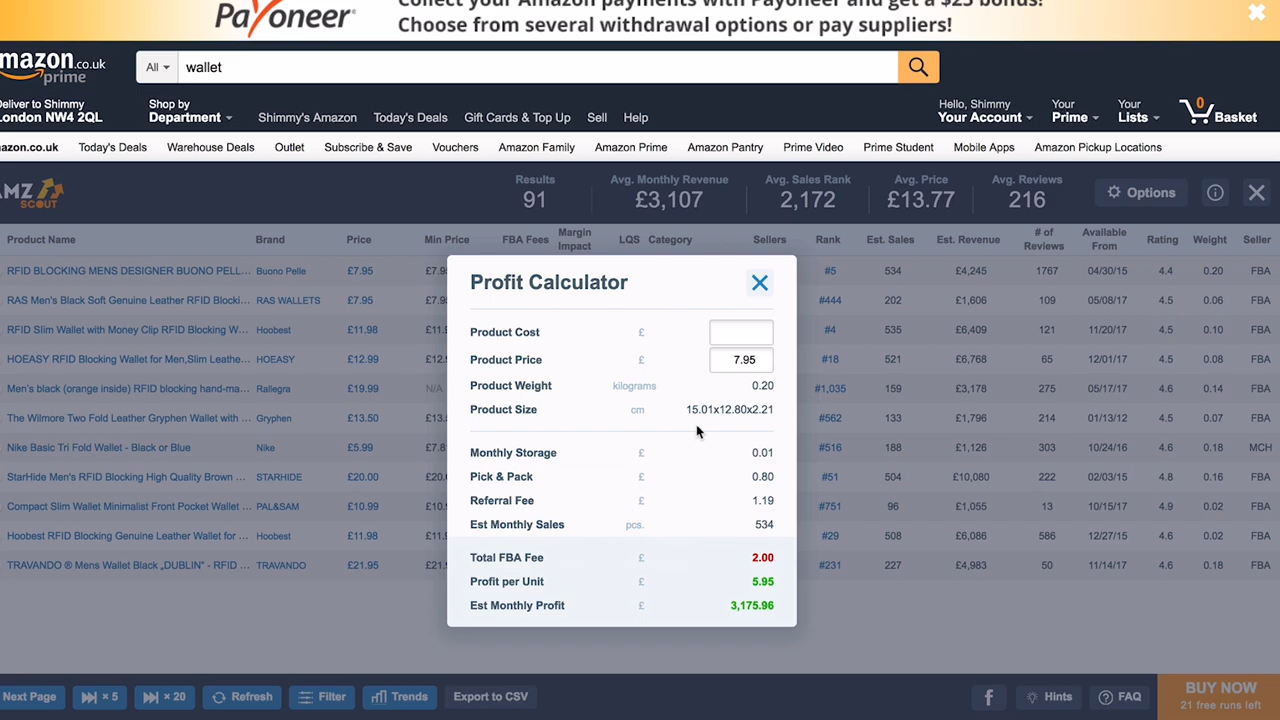 Payoneer
Collect your Amazon payments with Payoneer and get a $25 bonus!
Choose from several withdrawal options or pay suppliers!
mazon.co.uk
prime
All
wallet
Deliver to Shimmy
London NW4 2QL
Shop by
Department
Shimmy's Amazon
Today's Deals
Gift Cards & Top Up
Sell
Help
Hello, Shimmy
Your Account
Your
Prime
Your
Lists
0
Basket
azon.co.uk
Today's Deals
Warehouse Deals
Outlet
Subscribe & Save
Vouchers
Amazon Family
Amazon Prime
Amazon Pantry
Prime Video
Prime Student
Mobile Apps
Amazon Pickup Locations
AMZ
SCOUT
Results
91
Avg. Monthly Revenue
£3,107
Avg. Sales Rank
2,172
Avg. Price
£13.77
Avg. Reviews
216
Options
Product Name Brand Price Min Price FBA Fees Margin Impact LQS Category Sellers Rank Est. Sales Est. Revenue # of Reviews Available From Rating Weight Seller
RFID BLOCKING MENS DESIGNER BUONO PELL... Buono Pelle £7.95 £7.9 #5 534 £4,245 1767 04/30/15 4.4 0.20 FBA
RAS Men's Black Soft Genuine Leather RFID Blocki... RAS WALLETS £7.95 £7.9 #444 202 £1,606 109 05/08/17 4.5 0.06 FBA
RFID Slim Wallet with Money Clip RFID Blocking W... Hoobest £11.98 £11. #4 535 £6,409 121 11/20/17 4.5 0.10 FBA
HOEASY RFID Blocking Wallet for Men,Slim Leathe... HOEASY £12.99 £12. #18 521 £6,768 65 12/01/17 4.5 0.08 FBA
Men's black (orange inside) RFID blocking hand-ma... Rallegra £19.99 N/A #1,035 159 £3,178 275 05/17/17 4.6 0.14 FBA
The Wilmore Two Fold Leather Gryphen Wallet with ... Gryphen £13.50 £13. #562 133 £1,796 214 01/13/12 4.5 0.07 FBA
Nike Basic Tri Fold Wallet - Black or Blue Nike £5.99 £7.8 #516 188 £1,126 303 10/24/16 4.6 0.18 MCH
StarHide Men's RFID Blocking High Quality Brown ... STARHIDE £20.00 £20. #51 504 £10,080 222 02/03/15 4.8 0.16 FBA
Compact Slim Wallet Minimalist Front Pocket Wallet ... PAL&SAM £10.99 £10. #751 96 £1,055 13 10/15/17 4.9 0.02 FBA
Hoobest RFID Blocking Genuine Leather Wallet for ... Hoobest £11.98 £11. #29 508 £6,086 586 12/27/15 4.6 0.02 FBA
TRAVANDO ® Mens Wallet Black „DUBLIN" - RFID ... TRAVANDO £21.95 £21. #231 227 £4,983 50 11/14/17 4.6 0.18 FBA
Profit Calculator
Product Cost £
Product Price £ 7.95
Product Weight kilograms 0.20
Product Size cm 15.01x12.80x2.21
Monthly Storage £ 0.01
Pick & Pack £ 0.80
Referral Fee £ 1.19
Est Monthly Sales pcs. 534
Total FBA Fee £ 2.00
Profit per Unit £ 5.95
Est Monthly Profit £ 3,175.96
Next Page
× 5
× 20
Refresh
Filter
Trends
Export to CSV
f
Hints
FAQ
BUY NOW
21 free runs left